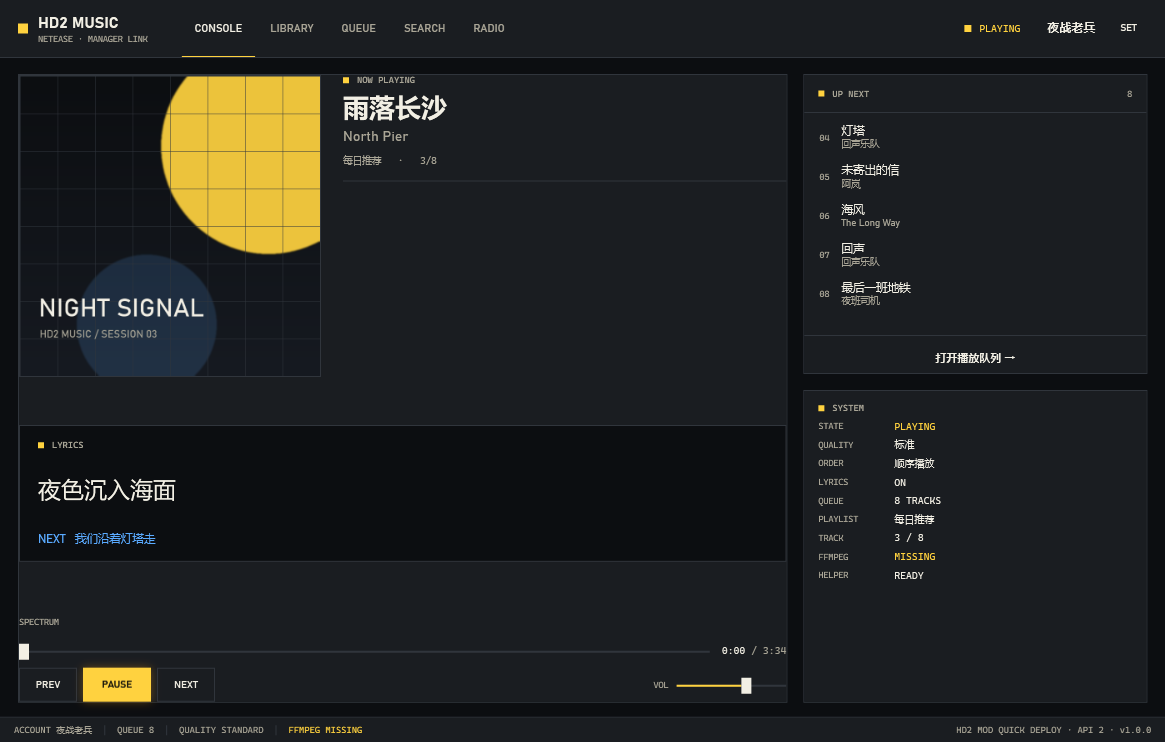 HD2 MUSIC
NETEASE · MANAGER LINK
CONSOLE LIBRARY QUEUE SEARCH RADIO
PLAYING 夜战老兵 SET
NOW PLAYING
雨落长沙
North Pier
每日推荐 · 3/8
NIGHT SIGNAL
HD2 MUSIC / SESSION 03
LYRICS
夜色沉入海面
NEXT 我们沿着灯塔走
SPECTRUM
0:00 / 3:34
PREV PAUSE NEXT
VOL
UP NEXT 8
04 灯塔
回声乐队
05 未寄出的信
阿岚
06 海风
The Long Way
07 回声
回声乐队
08 最后一班地铁
夜班司机
打开播放队列 →
SYSTEM
STATE PLAYING
QUALITY 标准
ORDER 顺序播放
LYRICS ON
QUEUE 8 TRACKS
PLAYLIST 每日推荐
TRACK 3 / 8
FFMPEG MISSING
HELPER READY
ACCOUNT 夜战老兵 QUEUE 8 QUALITY STANDARD FFMPEG MISSING
HD2 MOD QUICK DEPLOY · API 2 · v1.0.0